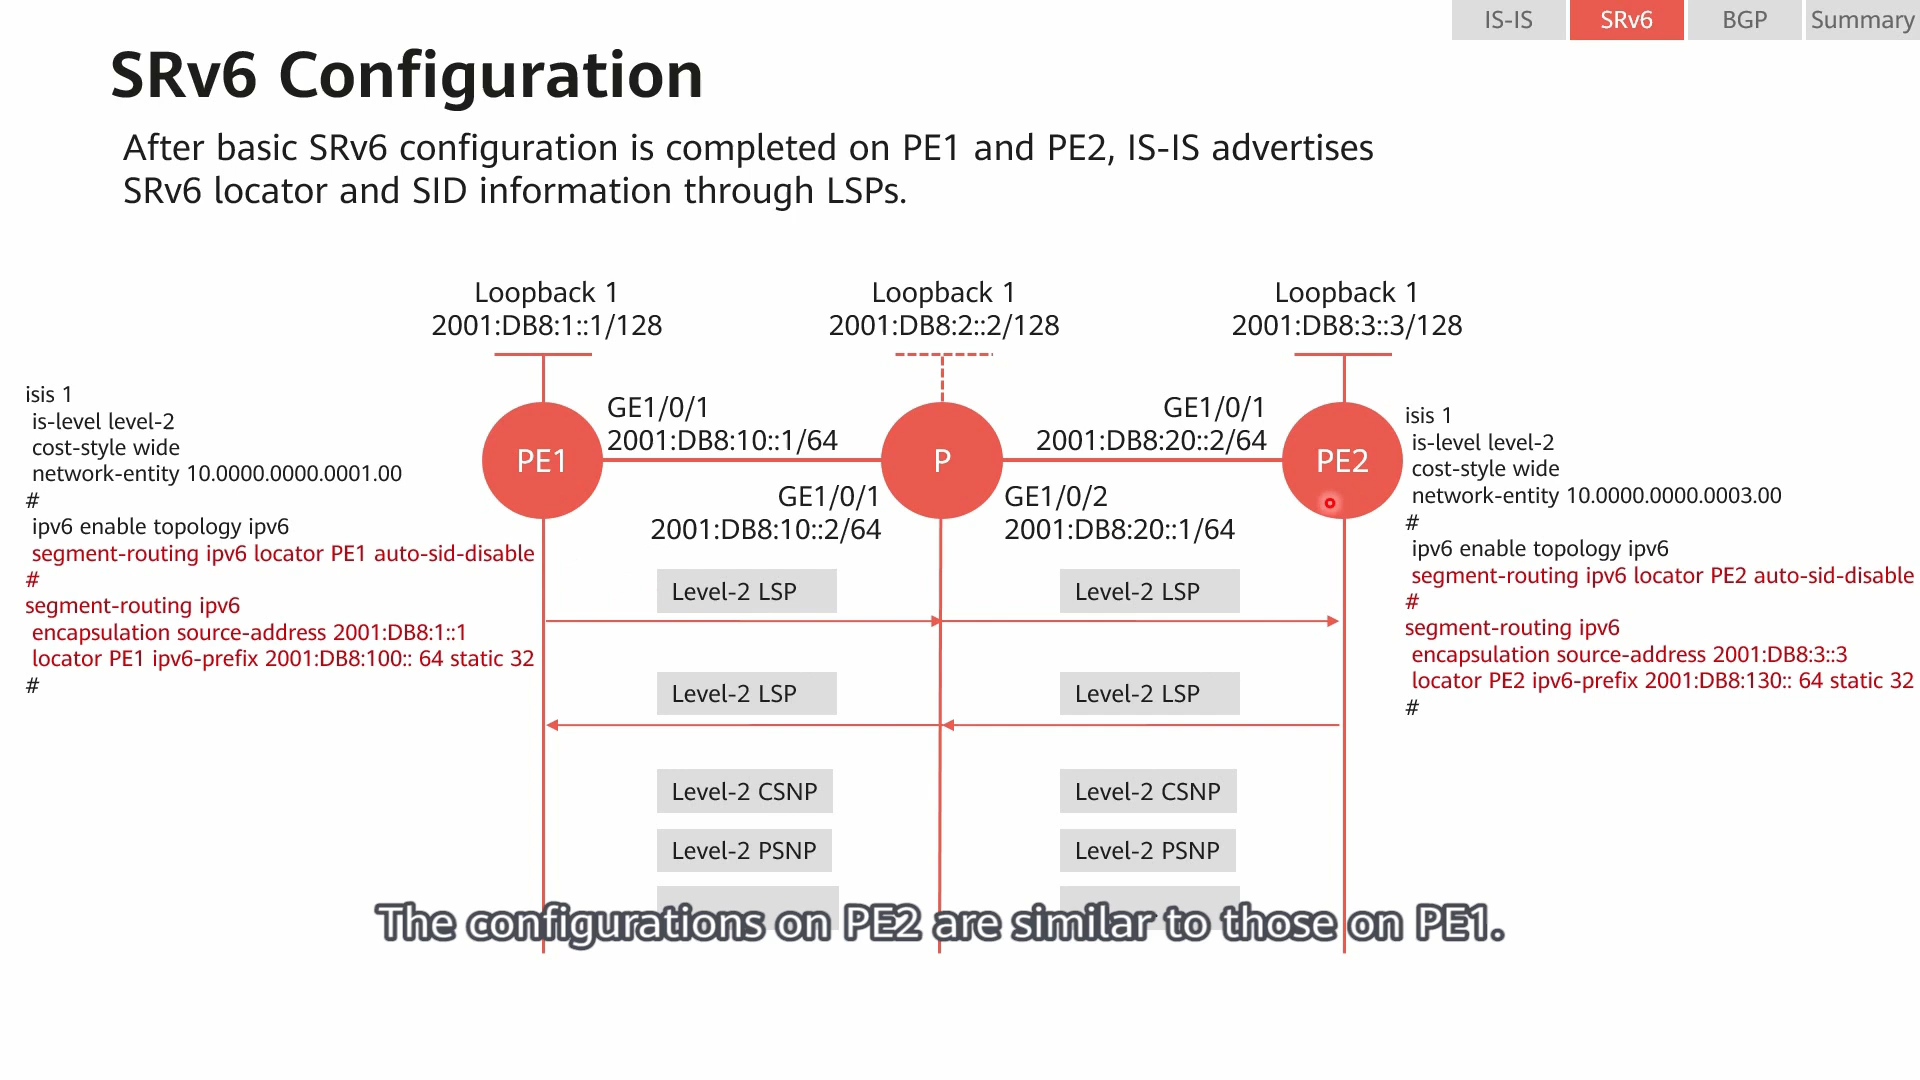 IS-IS
SRv6
BGP
Summary
SRv6 Configuration
After basic SRv6 configuration is completed on PE1 and PE2, IS-IS advertises
SRv6 locator and SID information through LSPs.
Loopback 1
2001:DB8:1::1/128
Loopback 1
2001:DB8:2::2/128
Loopback 1
2001:DB8:3::3/128
isis 1
is-level level-2
cost-style wide
network-entity 10.0000.0000.0001.00
#
ipv6 enable topology ipv6
segment-routing ipv6 locator PE1 auto-sid-disable
#
segment-routing ipv6
encapsulation source-address 2001:DB8:1::1
locator PE1 ipv6-prefix 2001:DB8:100:: 64 static 32
#
PE1
GE1/0/1
2001:DB8:10::1/64
GE1/0/1
2001:DB8:10::2/64
P
GE1/0/1
2001:DB8:20::2/64
GE1/0/2
2001:DB8:20::1/64
PE2
isis 1
is-level level-2
cost-style wide
network-entity 10.0000.0000.0003.00
#
ipv6 enable topology ipv6
segment-routing ipv6 locator PE2 auto-sid-disable
#
segment-routing ipv6
encapsulation source-address 2001:DB8:3::3
locator PE2 ipv6-prefix 2001:DB8:130:: 64 static 32
#
Level-2 LSP
Level-2 LSP
Level-2 LSP
Level-2 LSP
Level-2 CSNP
Level-2 CSNP
Level-2 PSNP
Level-2 PSNP
The configurations on PE2 are similar to those on PE1.